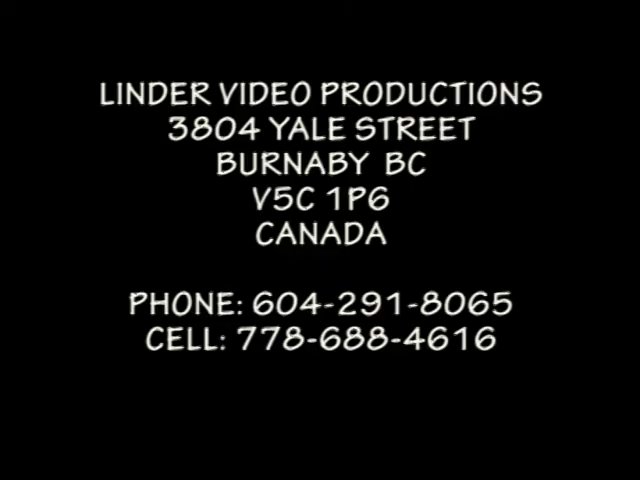 LINDER VIDEO PRODUCTIONS
3804 YALE STREET
BURNABY BC
V5C 1P6
CANADA
PHONE: 604-291-8065
CELL: 778-688-4616